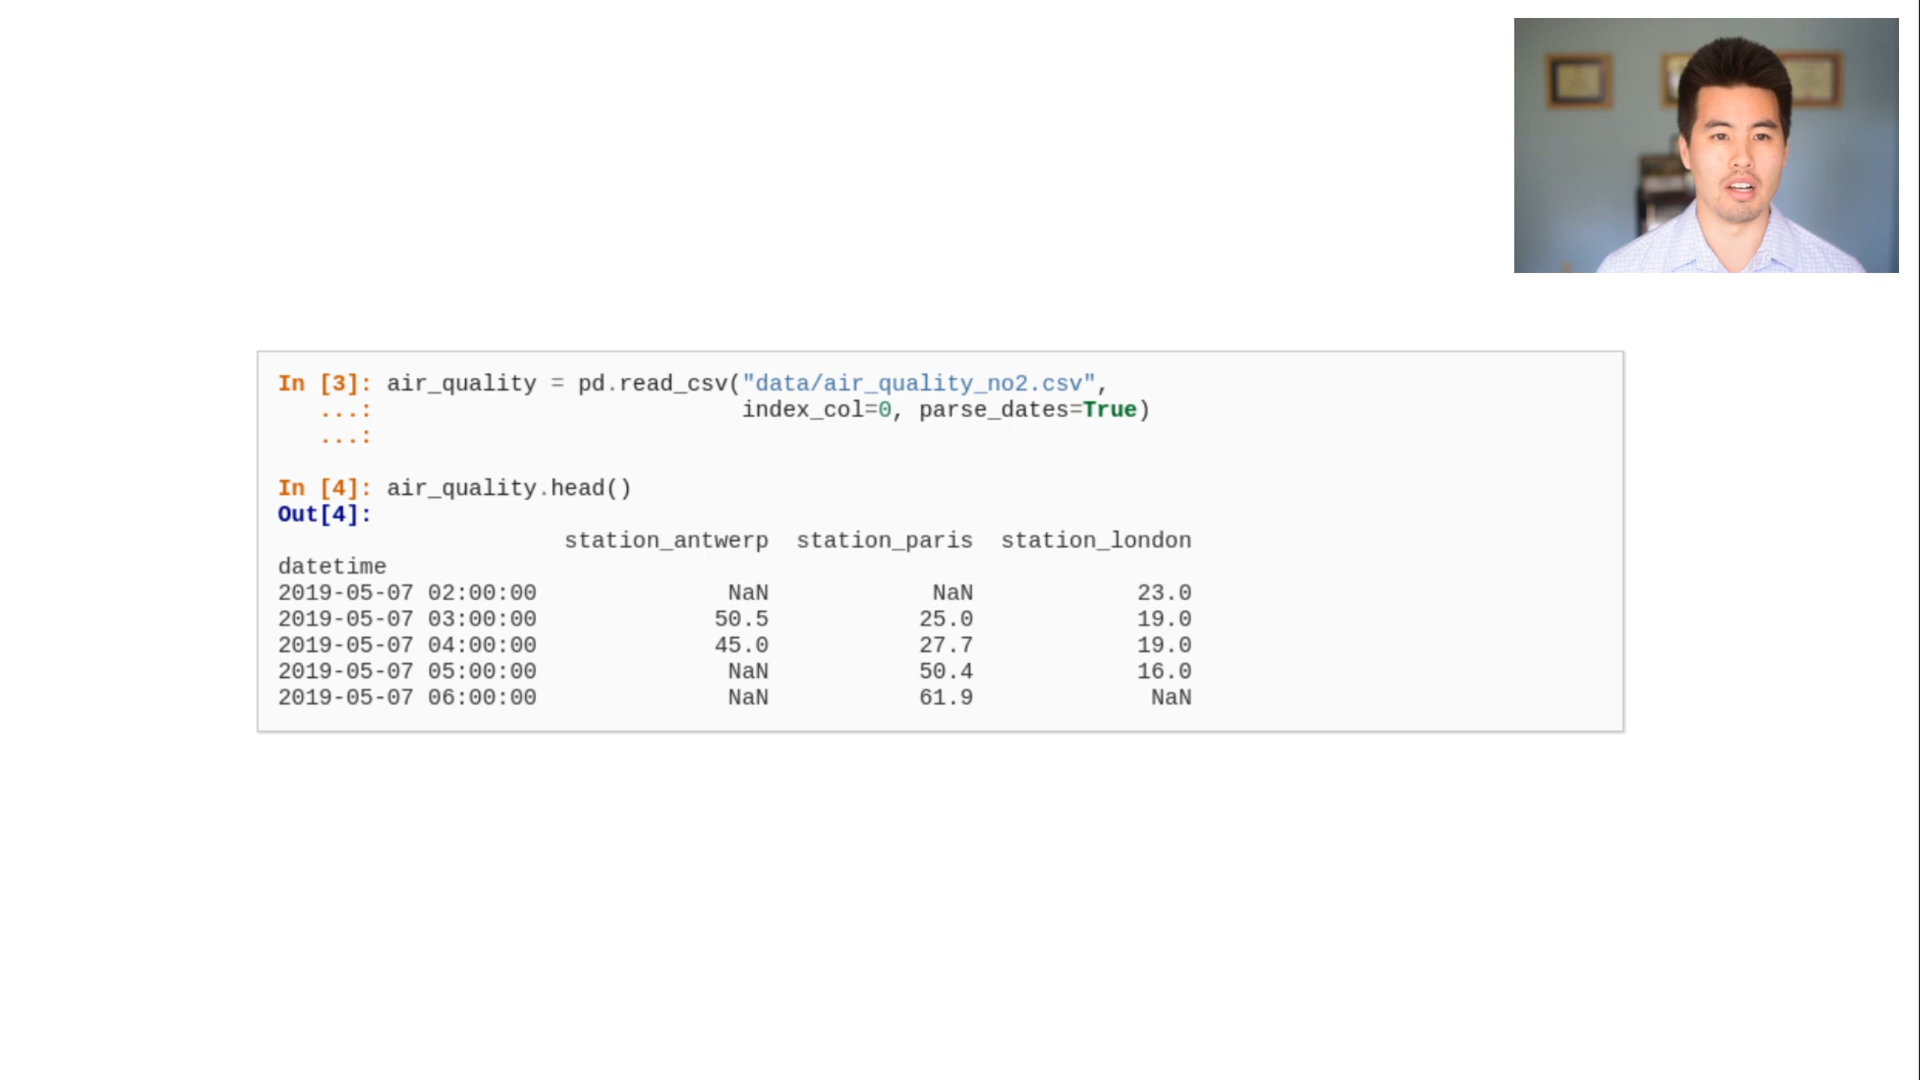 In [3]: air_quality = pd.read_csv("data/air_quality_no2.csv",
   ...:                           index_col=0, parse_dates=True)
   ...:
In [4]: air_quality.head()
Out[4]:
                     station_antwerp  station_paris  station_london
datetime
2019-05-07 02:00:00              NaN            NaN            23.0
2019-05-07 03:00:00             50.5           25.0            19.0
2019-05-07 04:00:00             45.0           27.7            19.0
2019-05-07 05:00:00              NaN           50.4            16.0
2019-05-07 06:00:00              NaN           61.9             NaN